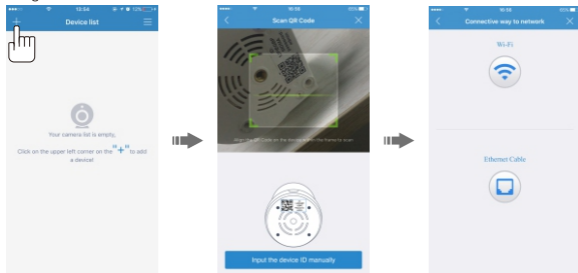 13:54
Device list
Your camera list is empty,
Click on the upper left corner on the "+" to add
a device!
Scan QR Code
Input the device ID manually
Connective way to network
Wi-Fi
Ethernet Cable